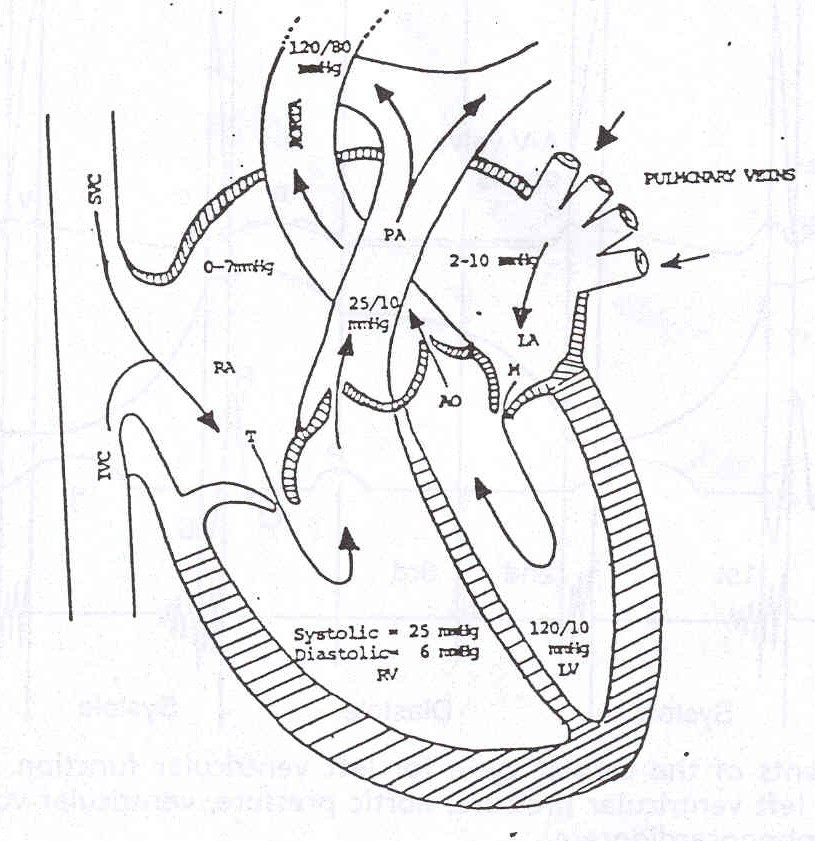 120/80
mmHg
AORTA
SVC
PULMONARY VEINS
PA
0-7mmHg
2-10 mmHg
25/10
mmHg
LA
RA
M
AO
T
IVC
Systolic = 25 mmHg
Diastolic= 6 mmHg
RV
120/10
mmHg
LV